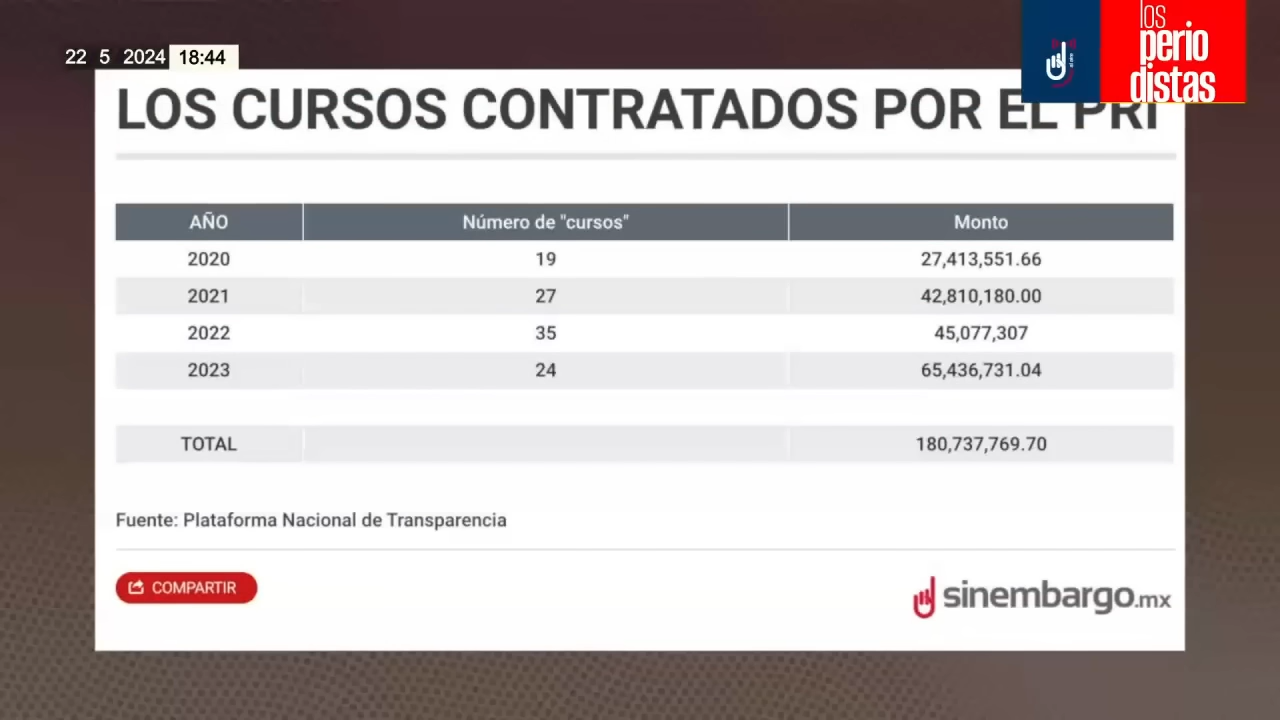 22 5 2024 18:44
los
perio
distas
LOS CURSOS CONTRATADOS POR EL PRI
AÑO Número de "cursos" Monto
2020 19 27,413,551.66
2021 27 42,810,180.00
2022 35 45,077,307
2023 24 65,436,731.04
TOTAL 180,737,769.70
Fuente: Plataforma Nacional de Transparencia
COMPARTIR
sinembargo.mx